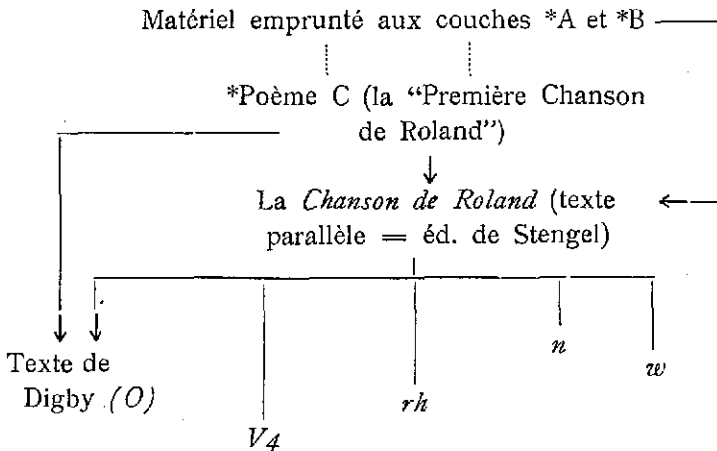 Matériel emprunté aux couches *A et *B
*Poème C (la “Première Chanson
de Roland”)
La Chanson de Roland (texte
parallèle = éd. de Stengel)
Texte de
Digby (O)
V4
rh
n
w